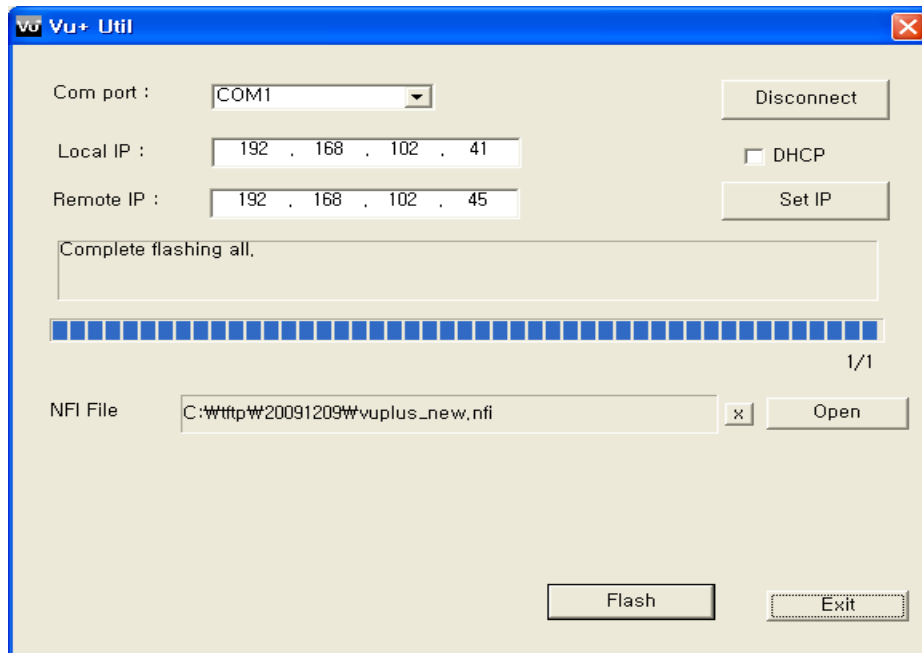 Vu Vu+ Util
Com port : COM1 Disconnect
Local IP : 192 . 168 . 102 . 41 DHCP
Remote IP : 192 . 168 . 102 . 45 Set IP
Complete flashing all,
1/1
NFI File C:₩tftp₩20091209₩vuplus_new,nfi x Open
Flash Exit